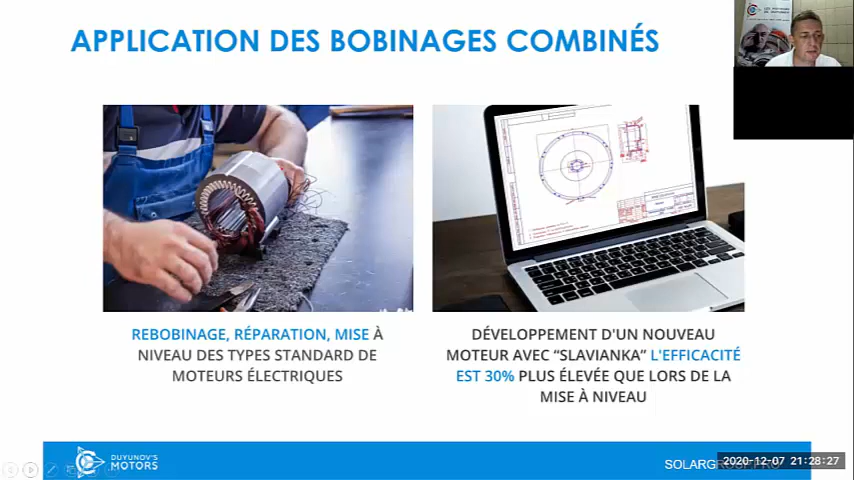 APPLICATION DES BOBINAGES COMBINÉS
REBOBINAGE, RÉPARATION, MISE À
NIVEAU DES TYPES STANDARD DE
MOTEURS ÉLECTRIQUES
DÉVELOPPEMENT D'UN NOUVEAU
MOTEUR AVEC “SLAVIANKA” L'EFFICACITÉ
EST 30% PLUS ÉLEVÉE QUE LORS DE LA
MISE À NIVEAU
DUYUNOV'S
MOTORS
2020-12-07 21:28:27